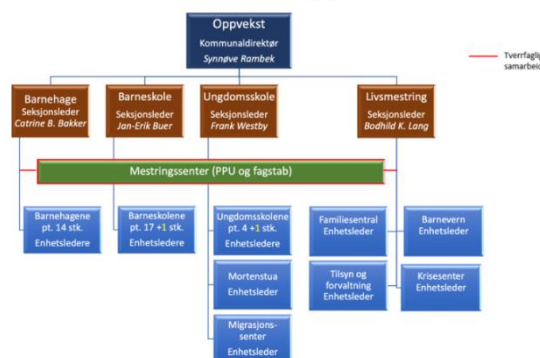 Oppvekst
Kommunaldirektør
Synnøve Rambek
Tverrfaglig
samarbeid
Barnehage
Seksjonsleder
Catrine B. Bakker
Barneskole
Seksjonsleder
Jan-Erik Buer
Ungdomsskole
Seksjonsleder
Frank Westby
Livsmestring
Seksjonsleder
Bodhild K. Lang
Mestringssenter (PPU og fagstab)
Barnehagene
pt. 14 stk.
Enhetsledere
Barneskolene
pt. 17 +1 stk.
Enhetsledere
Ungdomsskolene
pt. 4 +1 stk.
Enhetsledere
Familiesentral
Enhetsleder
Barnevern
Enhetsleder
Mortenstua
Enhetsleder
Tilsyn og
forvaltning
Enhetsleder
Krisesenter
Enhetsleder
Migrasjons-
senter
Enhetsleder